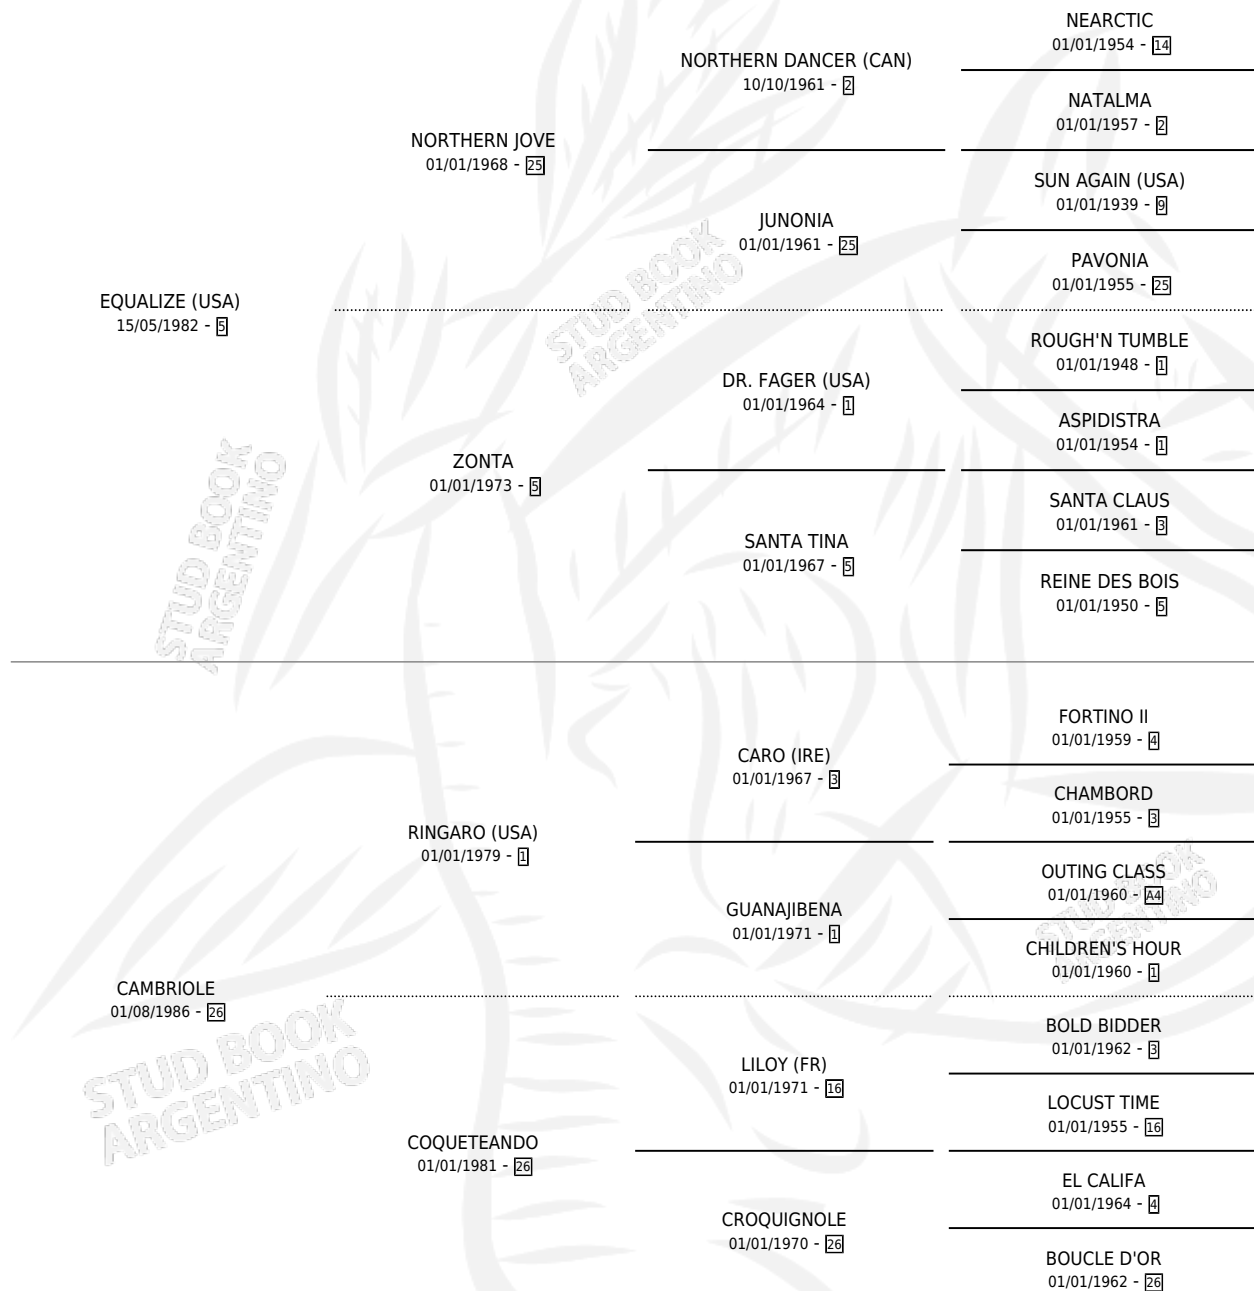 NEARCTIC
01/01/1954 - 14
NORTHERN DANCER (CAN)
10/10/1961 - 2
NATALMA
01/01/1957 - 2
NORTHERN JOVE
01/01/1968 - 25
SUN AGAIN (USA)
01/01/1939 - 9
JUNONIA
01/01/1961 - 25
PAVONIA
01/01/1955 - 25
EQUALIZE (USA)
15/05/1982 - 5
STUD BOOK
ARGENTINO
ROUGH'N TUMBLE
01/01/1948 - 1
DR. FAGER (USA)
01/01/1964 - 1
ASPIDISTRA
01/01/1954 - 1
ZONTA
01/01/1973 - 5
SANTA CLAUS
01/01/1961 - 3
SANTA TINA
01/01/1967 - 5
REINE DES BOIS
01/01/1950 - 5
STUD BOOK
ARGENTINO
FORTINO II
01/01/1959 - 4
CARO (IRE)
01/01/1967 - 3
CHAMBORD
01/01/1955 - 3
RINGARO (USA)
01/01/1979 - 1
OUTING CLASS
01/01/1960 - A4
GUANAJIBENA
01/01/1971 - 1
CHILDREN'S HOUR
01/01/1960 - 1
STUD BOOK
ARGENTINO
CAMBRIOLE
01/08/1986 - 26
BOLD BIDDER
01/01/1962 - 3
LILOY (FR)
01/01/1971 - 16
LOCUST TIME
01/01/1955 - 16
STUD BOOK
ARGENTINO
COQUETEANDO
01/01/1981 - 26
EL CALIFA
01/01/1964 - 4
CROQUIGNOLE
01/01/1970 - 26
BOUCLE D'OR
01/01/1962 - 26